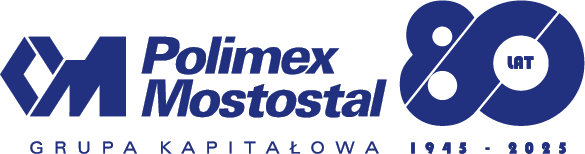 Polimex
Mostostal
80
LAT
GRUPA KAPITAŁOWA
1945 - 2025